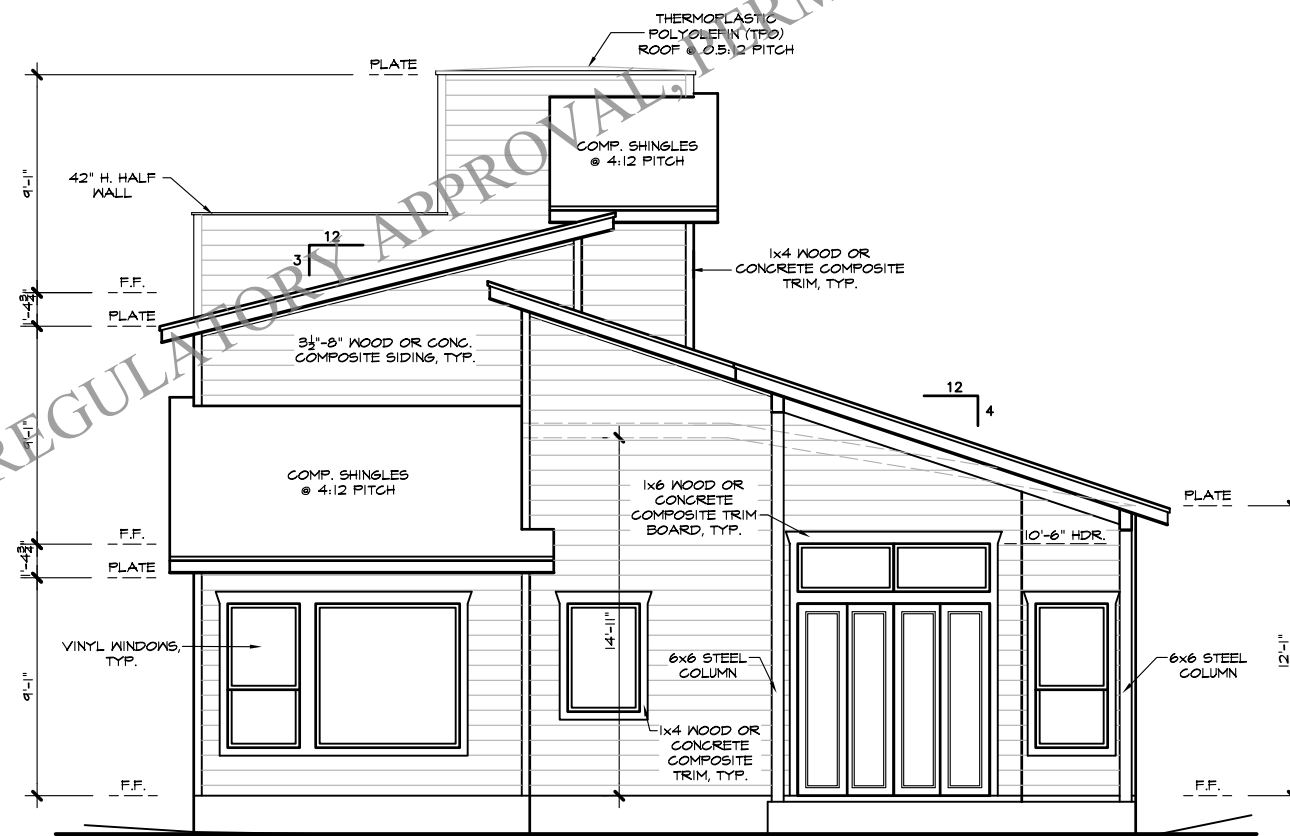 THERMOPLASTIC
POLYOLEFIN (TPO)
ROOF @ 0.5:12 PITCH
PLATE
COMP. SHINGLES
@ 4:12 PITCH
42" H. HALF
WALL
9'-1"
12
3
1x4 WOOD OR
CONCRETE COMPOSITE
TRIM, TYP.
F.F.
1'-4¾"
PLATE
3½"-8" WOOD OR CONC.
COMPOSITE SIDING, TYP.
REGULATORY APPROVAL,
12
4
9'-1"
COMP. SHINGLES
@ 4:12 PITCH
1x6 WOOD OR
CONCRETE
COMPOSITE TRIM
BOARD, TYP.
PLATE
F.F.
10'-6" HDR.
1'-4¾"
PLATE
VINYL WINDOWS,
TYP.
14'-11"
6x6 STEEL
COLUMN
6x6 STEEL
COLUMN
12'-1"
9'-1"
1x4 WOOD OR
CONCRETE
COMPOSITE
TRIM, TYP.
F.F.
F.F.